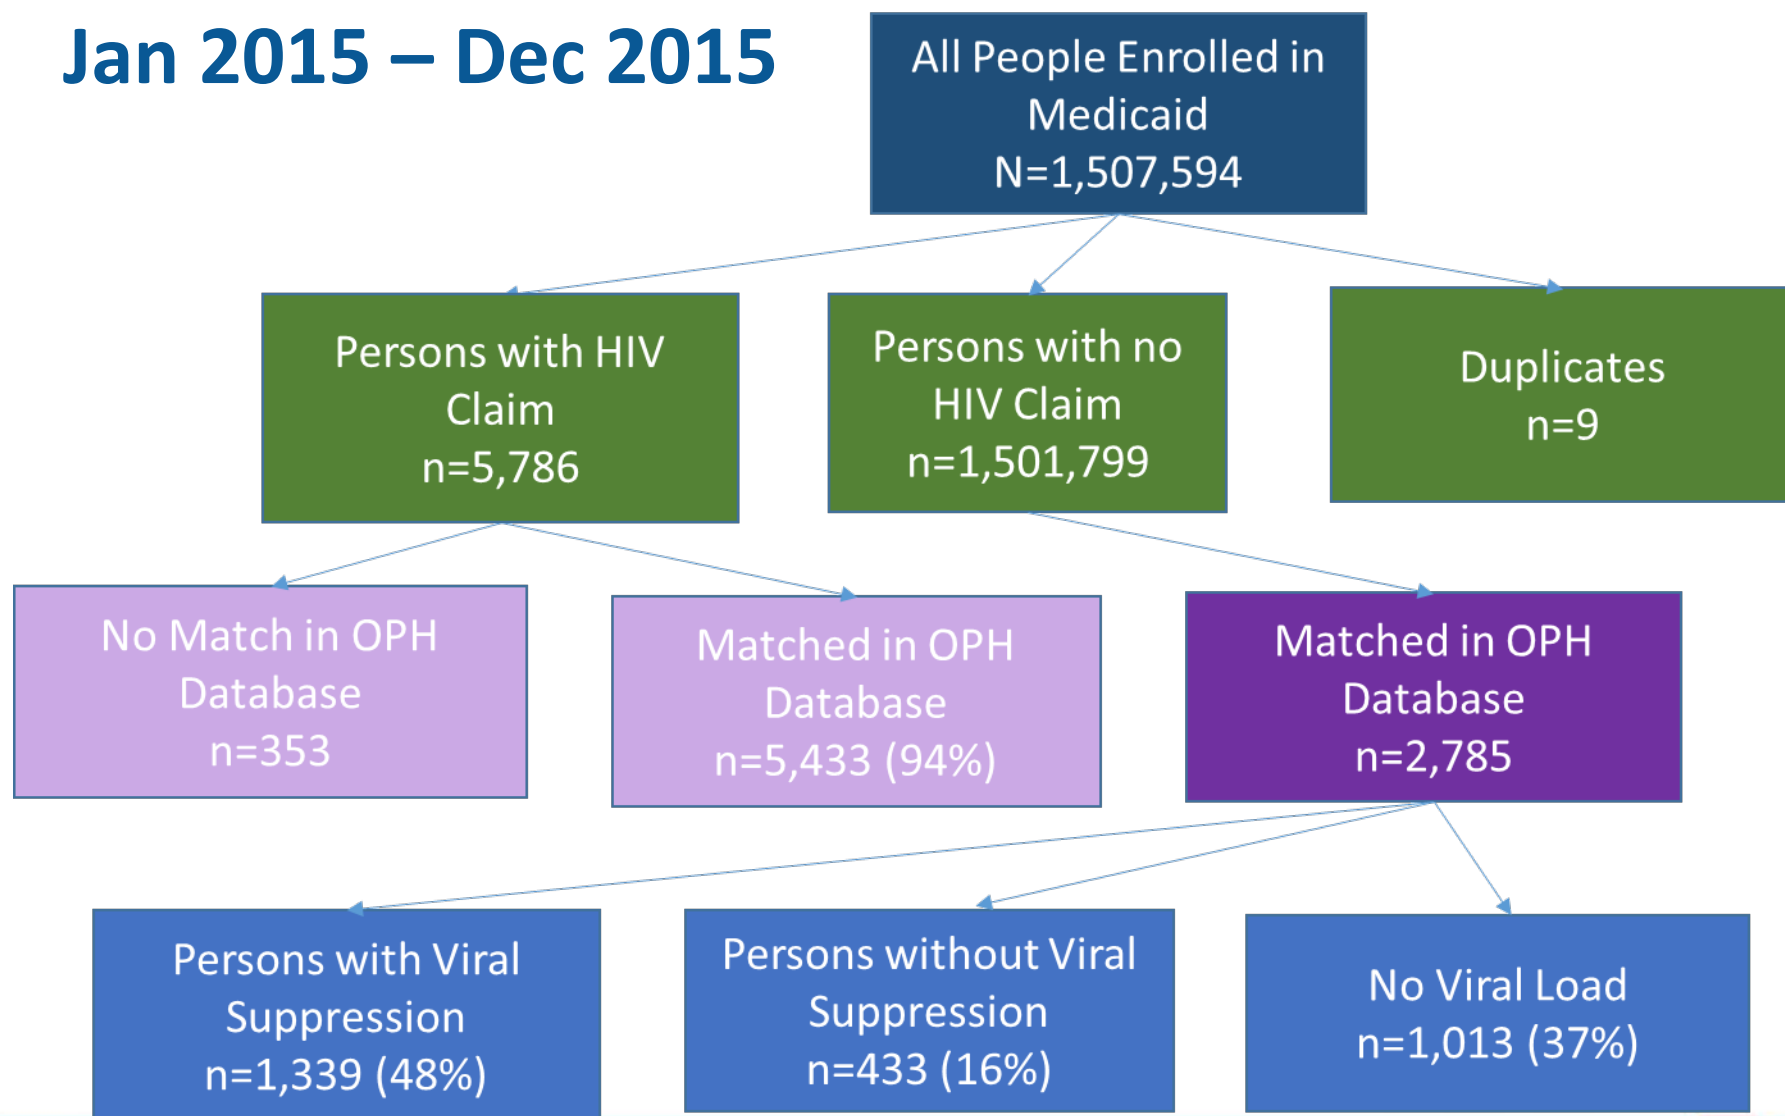 Jan 2015 – Dec 2015
All People Enrolled in
Medicaid
N=1,507,594
Persons with HIV
Claim
n=5,786
Persons with no
HIV Claim
n=1,501,799
Duplicates
n=9
No Match in OPH
Database
n=353
Matched in OPH
Database
n=5,433 (94%)
Matched in OPH
Database
n=2,785
Persons with Viral
Suppression
n=1,339 (48%)
Persons without Viral
Suppression
n=433 (16%)
No Viral Load
n=1,013 (37%)